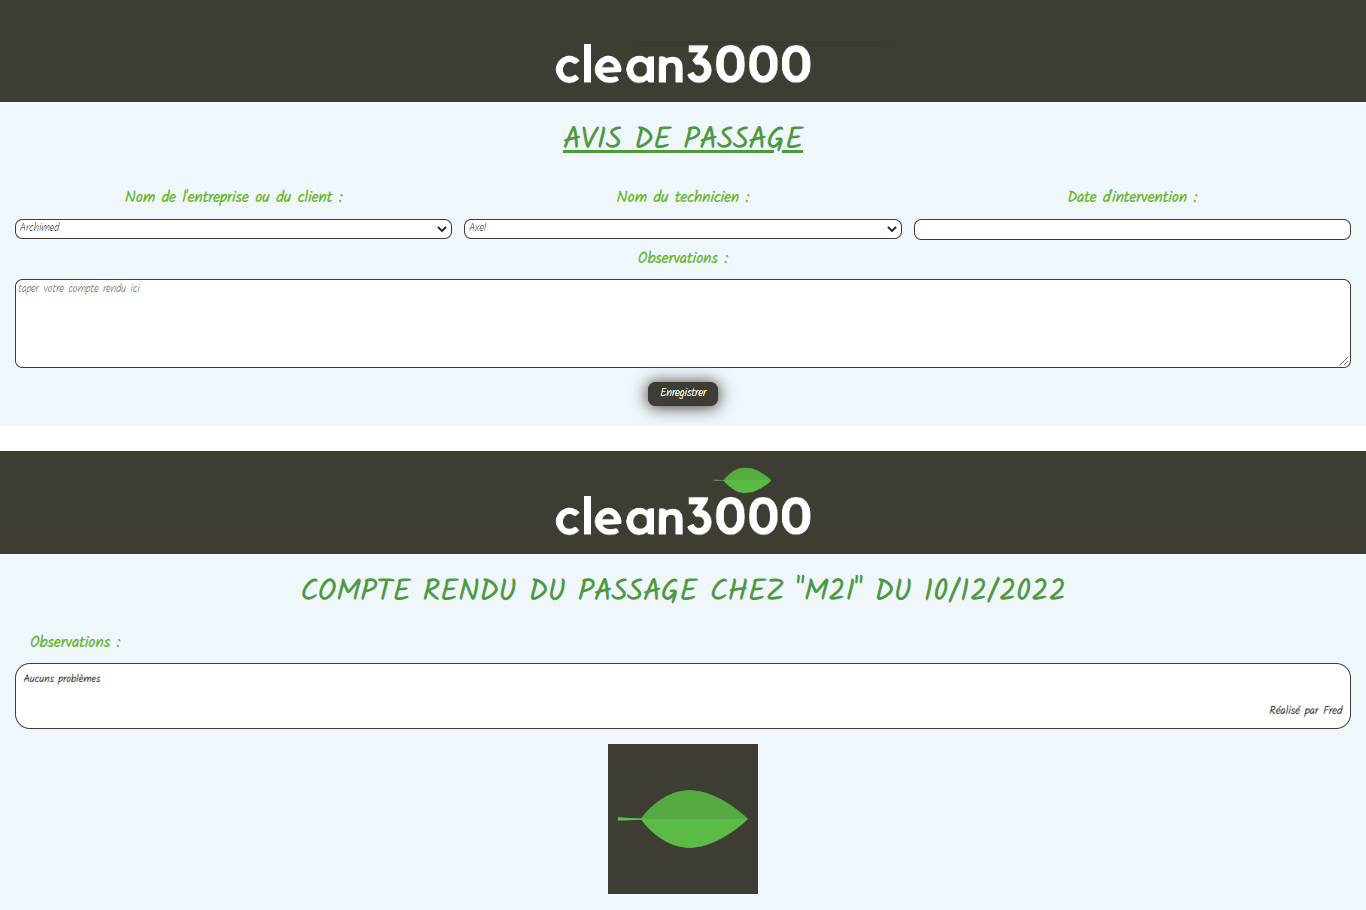 clean3000
AVIS DE PASSAGE
Nom de l'entreprise ou du client :
Nom du technicien :
Date d'intervention :
Archimed
Axel
Observations :
taper votre compte rendu ici
Enregistrer
clean3000
COMPTE RENDU DU PASSAGE CHEZ "M2I" DU 10/12/2022
Observations :
Aucuns problèmes
Réalisé par Fred